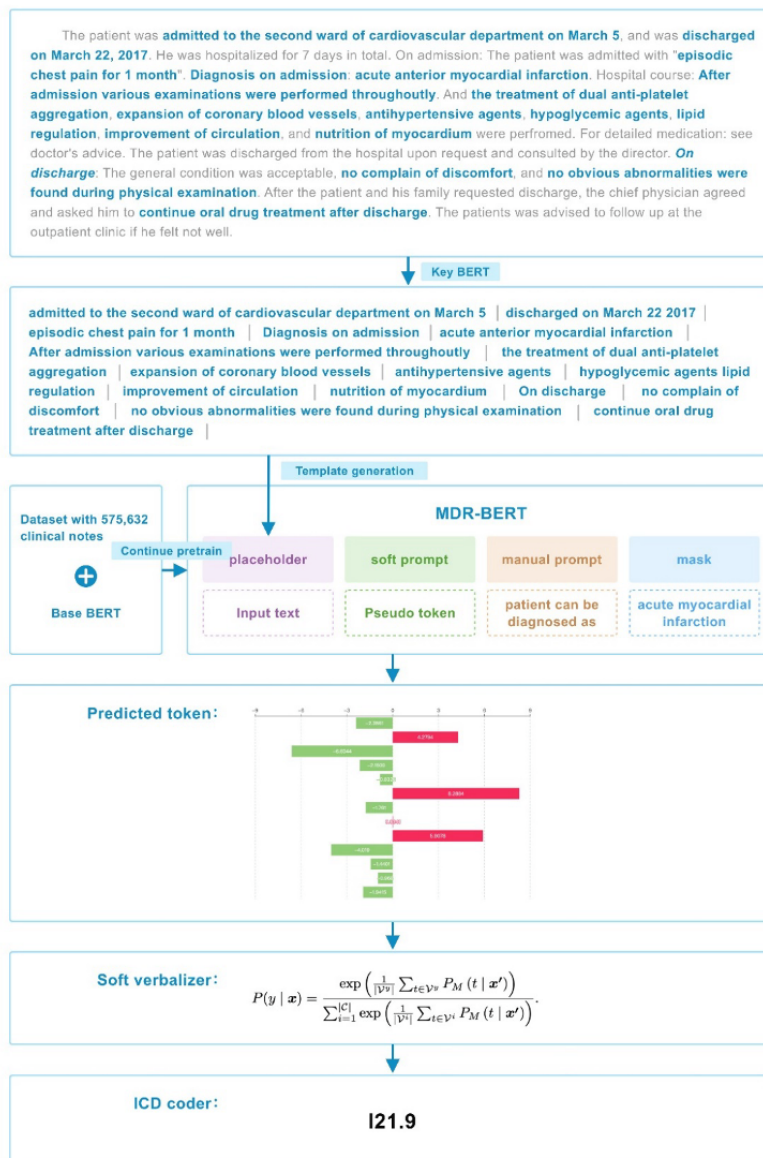 The patient was admitted to the second ward of cardiovascular department on March 5, and was discharged
on March 22, 2017. He was hospitalized for 7 days in total. On admission: The patient was admitted with "episodic
chest pain for 1 month". Diagnosis on admission: acute anterior myocardial infarction. Hospital course: After
admission various examinations were performed throughoutly. And the treatment of dual anti-platelet
aggregation, expansion of coronary blood vessels, antihypertensive agents, hypoglycemic agents, lipid
regulation, improvement of circulation, and nutrition of myocardium were perfromed. For detailed medication: see
doctor's advice. The patient was discharged from the hospital upon request and consulted by the director. On
discharge: The general condition was acceptable, no complain of discomfort, and no obvious abnormalities were
found during physical examination. After the patient and his family requested discharge, the chief physician agreed
and asked him to continue oral drug treatment after discharge. The patients was advised to follow up at the
outpatient clinic if he felt not well.
Key BERT
admitted to the second ward of cardiovascular department on March 5 | discharged on March 22 2017 |
episodic chest pain for 1 month | Diagnosis on admission | acute anterior myocardial infarction |
After admission various examinations were performed throughoutly | the treatment of dual anti-platelet
aggregation | expansion of coronary blood vessels | antihypertensive agents | hypoglycemic agents lipid
regulation | improvement of circulation | nutrition of myocardium | On discharge | no complain of
discomfort | no obvious abnormalities were found during physical examination | continue oral drug
treatment after discharge |
Template generation
Dataset with 575,632
clinical notes
Base BERT
Continue pretrain
MDR-BERT
placeholder
soft prompt
manual prompt
mask
Input text
Pseudo token
patient can be
diagnosed as
acute myocardial
infarction
Predicted token:
Soft verbalizer:
P(y | x) = exp( 1/|V^y| ∑_{t∈V^y} P_M (t | x′) ) / ∑_{i=1}^{|C|} exp( 1/|V^i| ∑_{t∈V^i} P_M (t | x′) ).
ICD coder:
I21.9